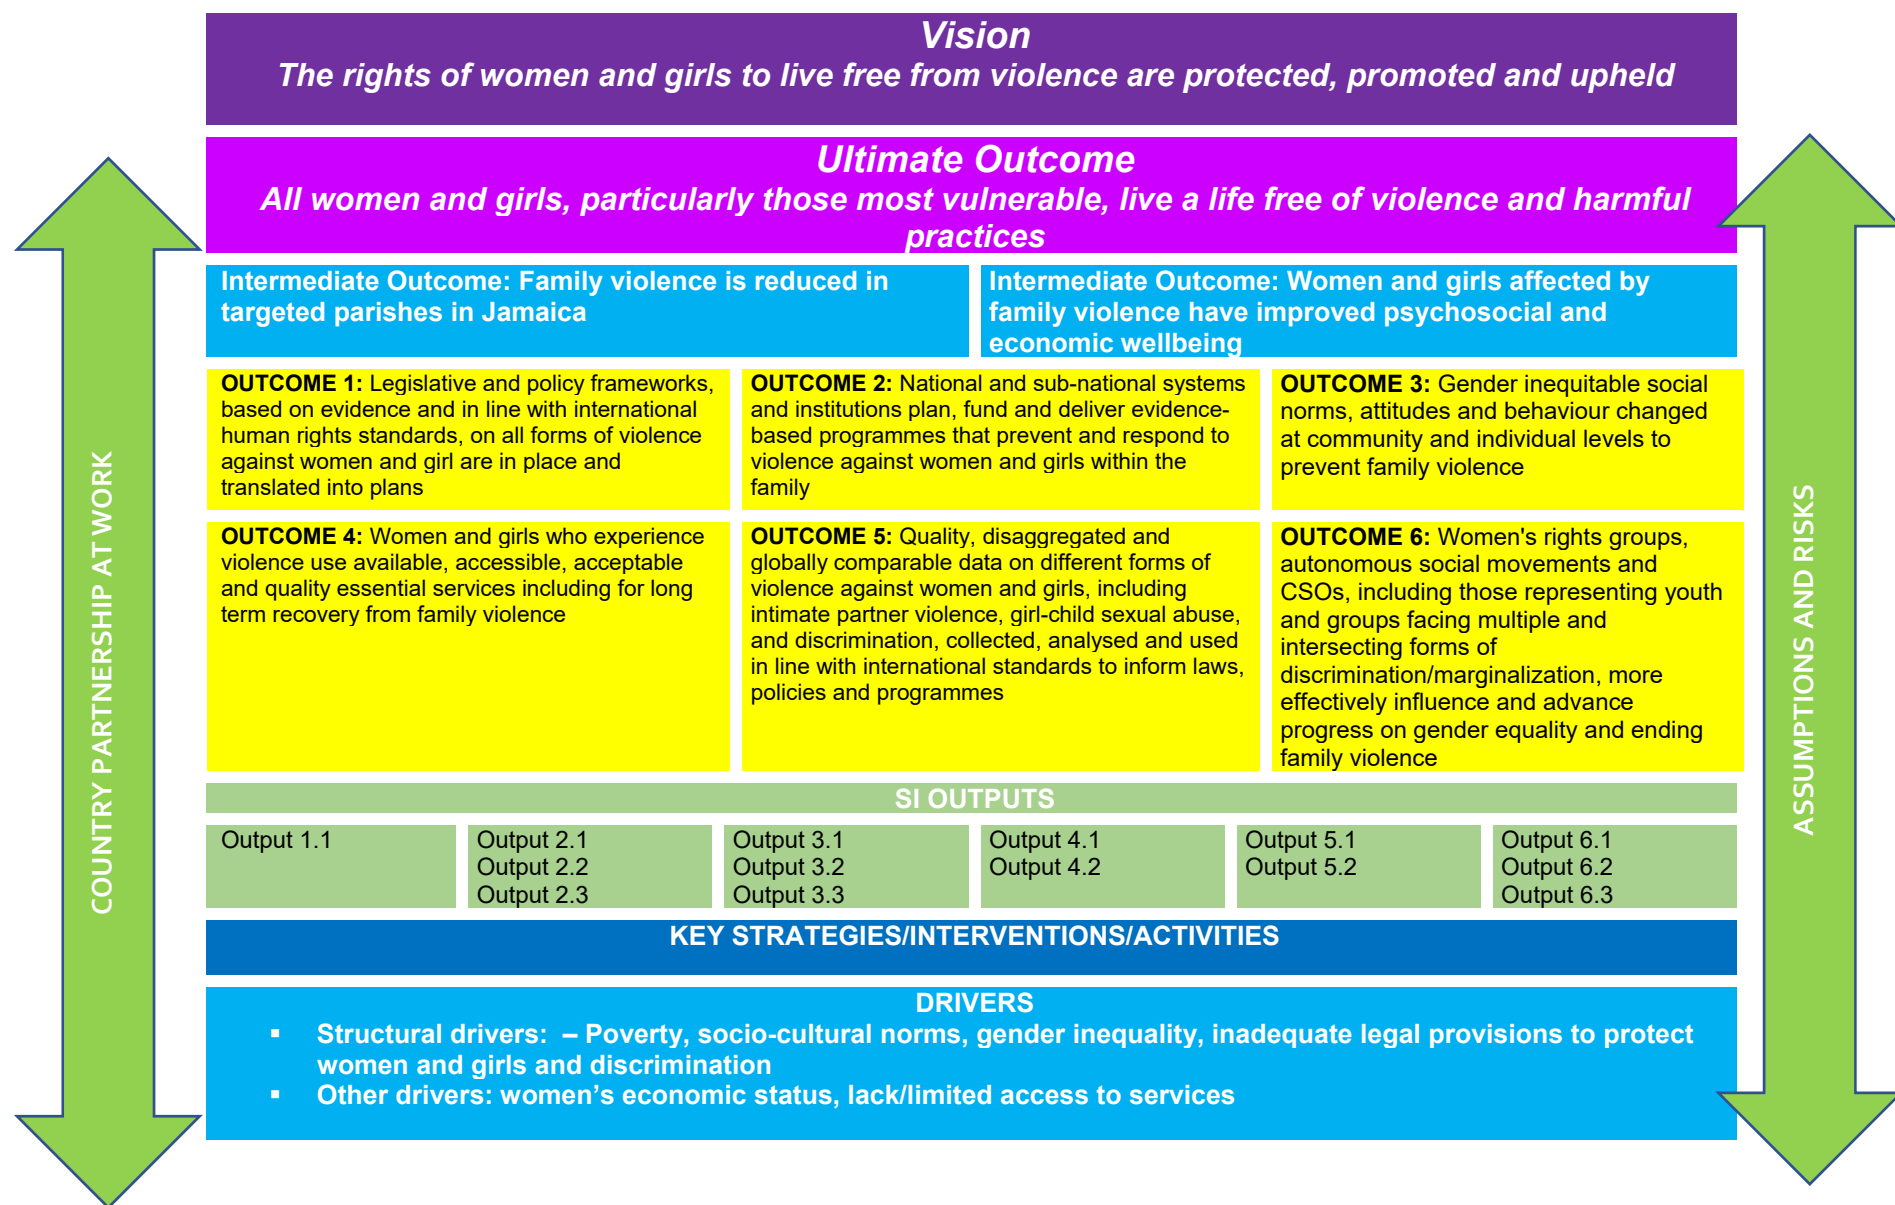 Vision
The rights of women and girls to live free from violence are protected, promoted and upheld
Ultimate Outcome
All women and girls, particularly those most vulnerable, live a life free of violence and harmful
practices
Intermediate Outcome: Family violence is reduced in
targeted parishes in Jamaica
Intermediate Outcome: Women and girls affected by
family violence have improved psychosocial and
economic wellbeing
OUTCOME 1: Legislative and policy frameworks,
based on evidence and in line with international
human rights standards, on all forms of violence
against women and girl are in place and
translated into plans
OUTCOME 2: National and sub-national systems
and institutions plan, fund and deliver evidence-
based programmes that prevent and respond to
violence against women and girls within the
family
OUTCOME 3: Gender inequitable social
norms, attitudes and behaviour changed
at community and individual levels to
prevent family violence
OUTCOME 4: Women and girls who experience
violence use available, accessible, acceptable
and quality essential services including for long
term recovery from family violence
OUTCOME 5: Quality, disaggregated and
globally comparable data on different forms of
violence against women and girls, including
intimate partner violence, girl-child sexual abuse,
and discrimination, collected, analysed and used
in line with international standards to inform laws,
policies and programmes
OUTCOME 6: Women's rights groups,
autonomous social movements and
CSOs, including those representing youth
and groups facing multiple and
intersecting forms of
discrimination/marginalization, more
effectively influence and advance
progress on gender equality and ending
family violence
SI OUTPUTS
Output 1.1
Output 2.1
Output 2.2
Output 2.3
Output 3.1
Output 3.2
Output 3.3
Output 4.1
Output 4.2
Output 5.1
Output 5.2
Output 6.1
Output 6.2
Output 6.3
KEY STRATEGIES/INTERVENTIONS/ACTIVITIES
DRIVERS
▪ Structural drivers: – Poverty, socio-cultural norms, gender inequality, inadequate legal provisions to protect
women and girls and discrimination
▪ Other drivers: women’s economic status, lack/limited access to services
COUNTRY PARTNERSHIP AT WORK
ASSUMPTIONS AND RISKS